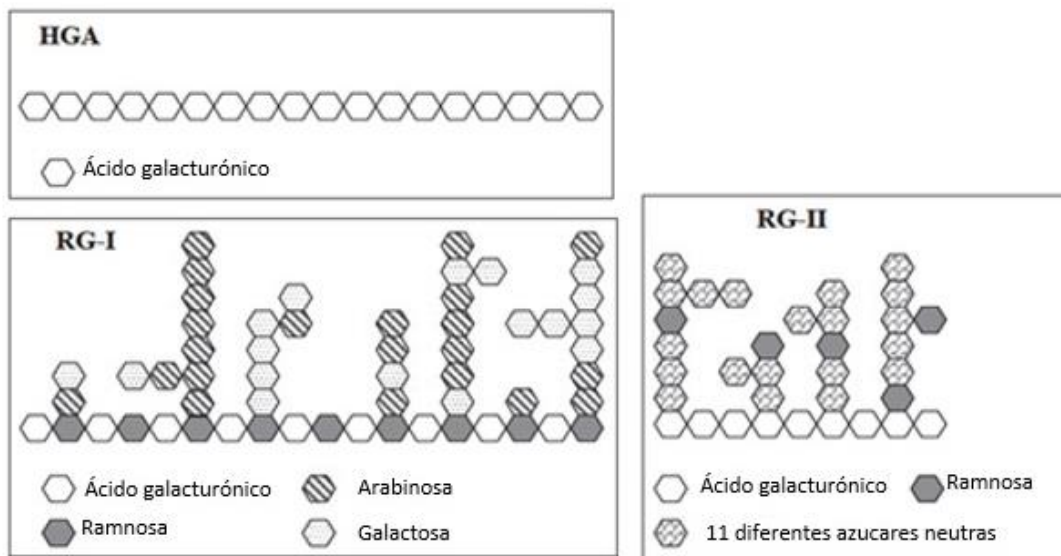 HGA
Ácido galacturónico
RG-I
Ácido galacturónico
Arabinosa
Ramnosa
Galactosa
RG-II
Ácido galacturónico
Ramnosa
11 diferentes azucares neutras